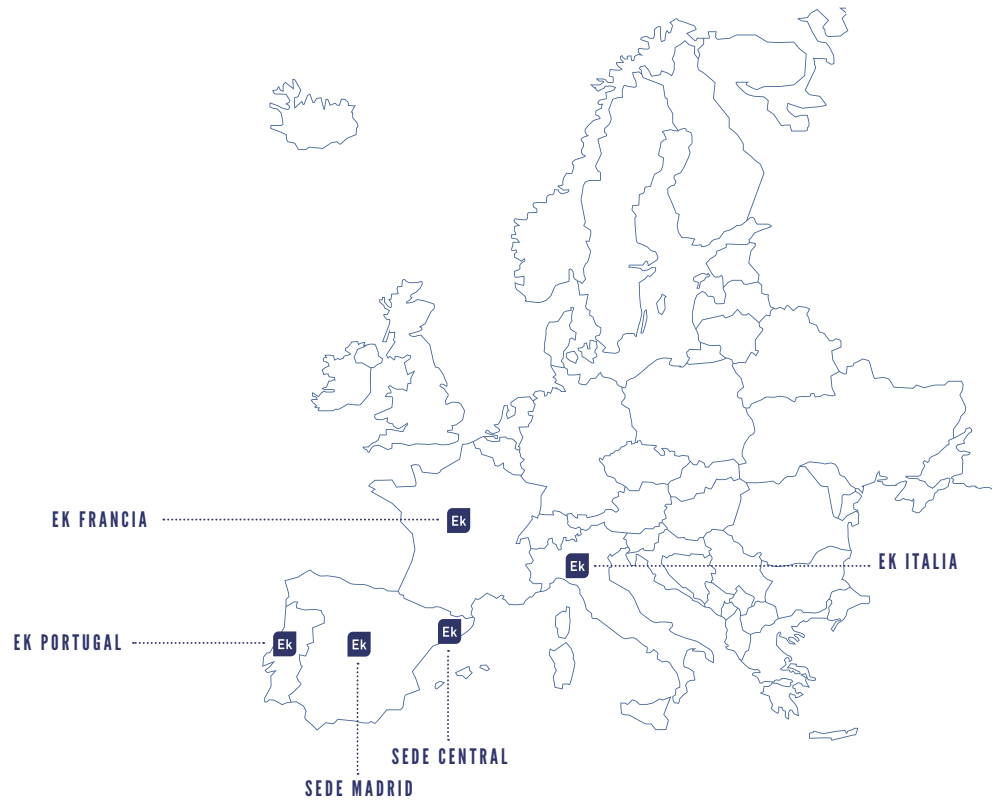 EK FRANCIA
Ek
Ek
EK ITALIA
Ek
EK PORTUGAL
Ek
Ek
SEDE CENTRAL
SEDE MADRID